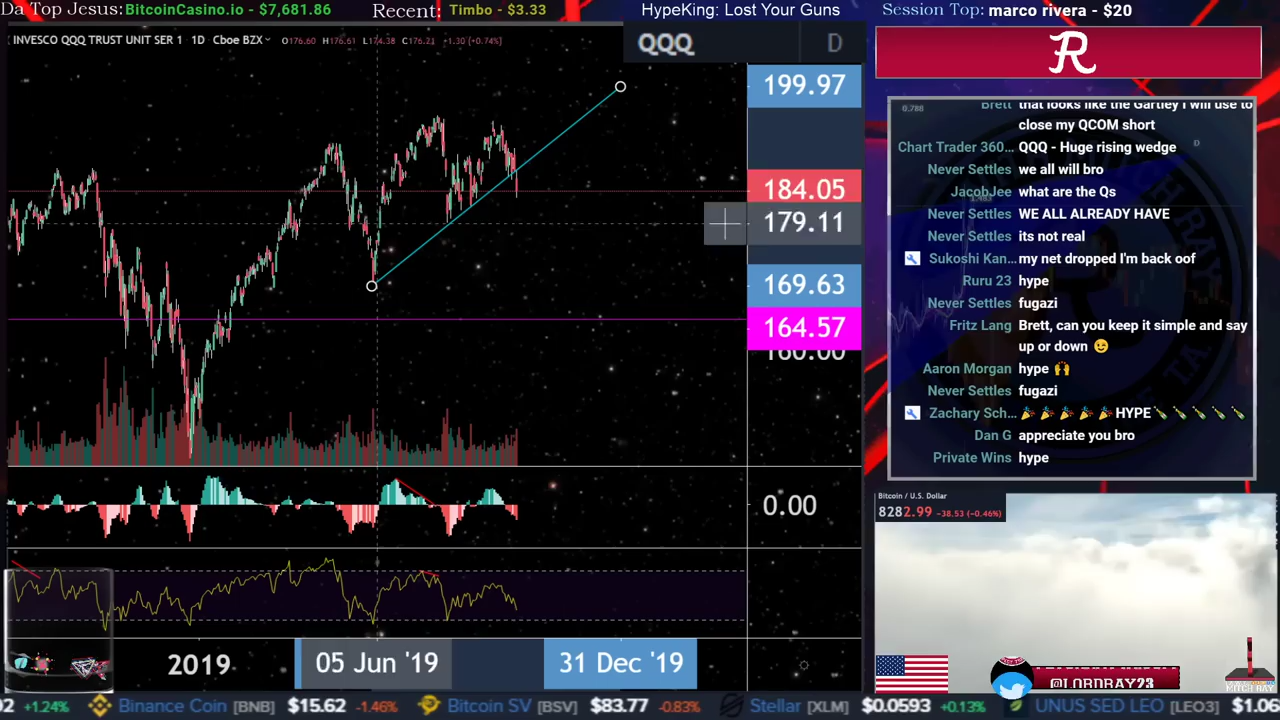 Da Top Jesus: BitcoinCasino.io - $7,681.86
Recent: Timbo - $3.33
HypeKing: Lost Your Guns
Session Top: marco rivera - $20
INVESCO QQQ TRUST UNIT SER 1 1D Cboe BZX
QQQ D
199.97
184.05
179.11
169.63
164.57
160.00
0.00
2019
05 Jun '19
31 Dec '19
R
0.788
Brett that looks like the Gartley I will use to
close my QCOM short
Chart Trader 360... QQQ - Huge rising wedge
Never Settles we all will bro
JacobJee what are the Qs
Never Settles WE ALL ALREADY HAVE
Never Settles its not real
Sukoshi Kan... my net dropped I'm back oof
Ruru 23 hype
Never Settles fugazi
Fritz Lang Brett, can you keep it simple and say
up or down 😉
Aaron Morgan hype 🙌
Never Settles fugazi
Zachary Sch... 🎉🎉🎉🎉🎉HYPE🍾🍾🍾🍾🍾
Dan G appreciate you bro
Private Wins hype
Bitcoin / U.S. Dollar
8282.99 -38.53 (-0.46%)
@LORDRAY23
MITCH RAY
+1.24% Binance Coin [BNB] $15.62 -1.46% Bitcoin SV [BSV] $83.77 -0.83% Stellar [XLM] $0.0593 +0.13% UNUS SED LEO [LEO3] $1.06